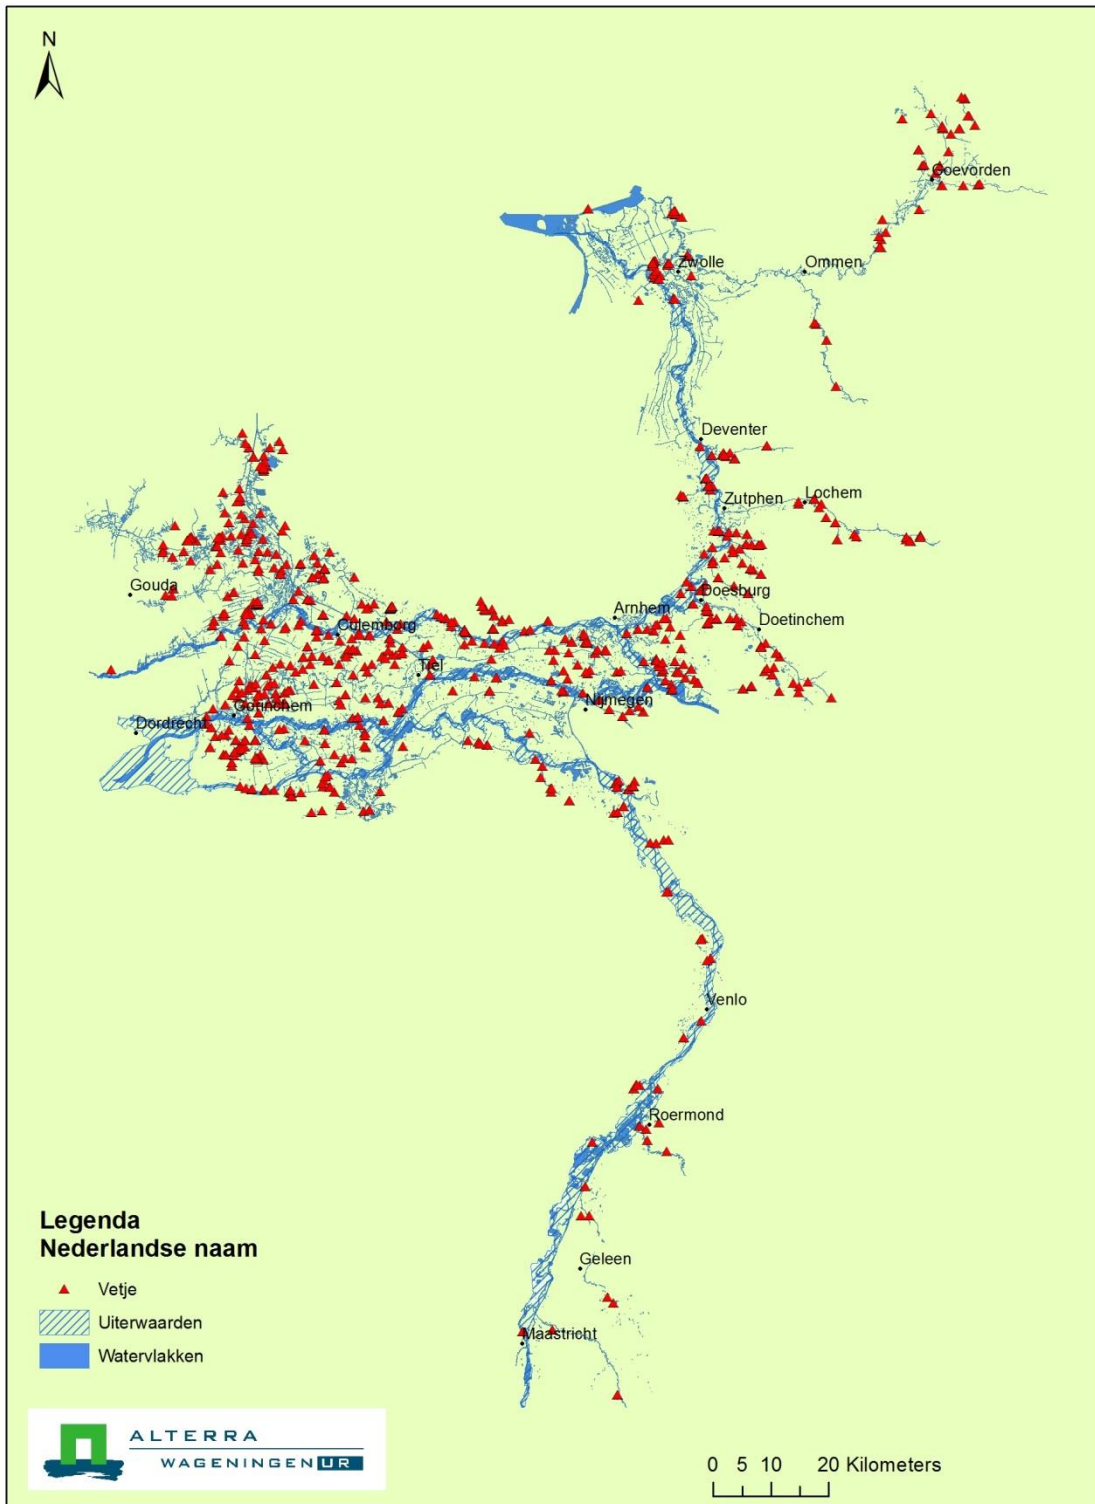 N
Coevorden
Zwolle
Ommen
Deventer
Zutphen
Lochem
Gouda
Doesburg
Arnhem
Doetinchem
Culemborg
Tiel
Nijmegen
Gorinchem
Dordrecht
Venlo
Roermond
Geleen
Maastricht
Legenda
Nederlandse naam
Vetje
Uiterwaarden
Watervlakken
ALTERRA
WAGENINGEN UR
0 5 10 20 Kilometers